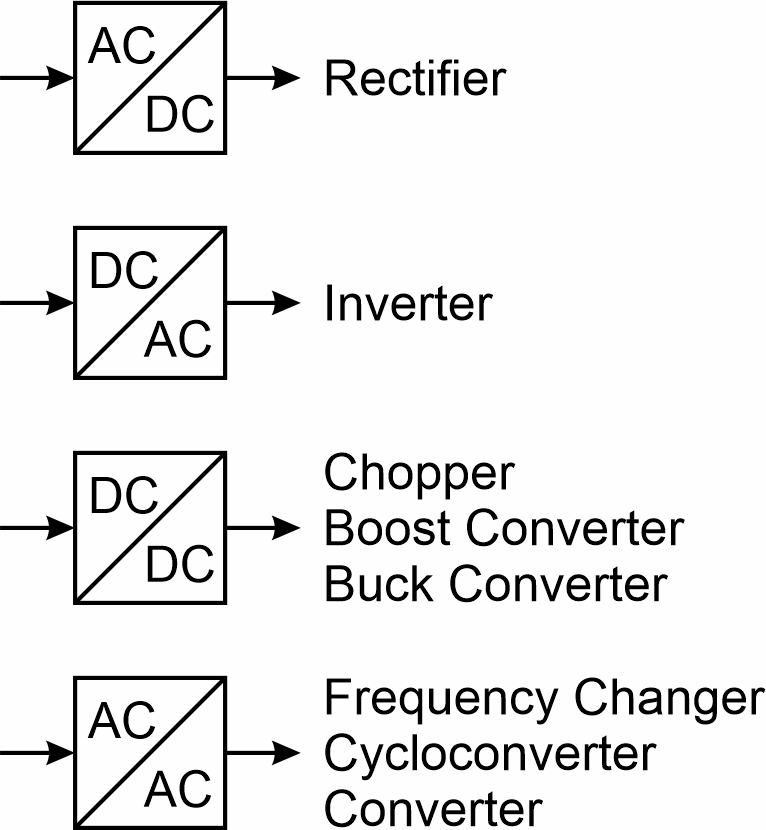 AC
DC
Rectifier
DC
AC
Inverter
DC
DC
Chopper
Boost Converter
Buck Converter
AC
AC
Frequency Changer
Cycloconverter
Converter